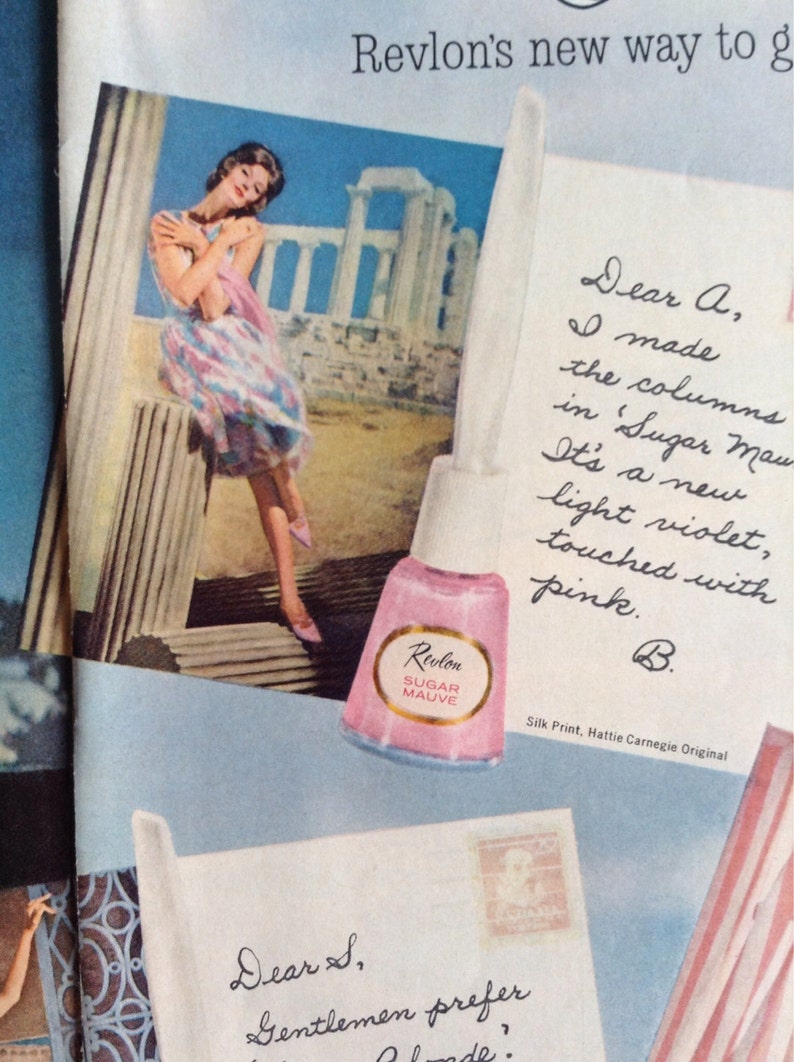 Revlon's new way to g
Dear A,
I made
the columns
in 'Sugar Mau
It's a new
light violet,
touched with
pink.
B.
Revlon
SUGAR
MAUVE
Silk Print, Hattie Carnegie Original
Dear S,
Gentlemen prefer
Blonde'.